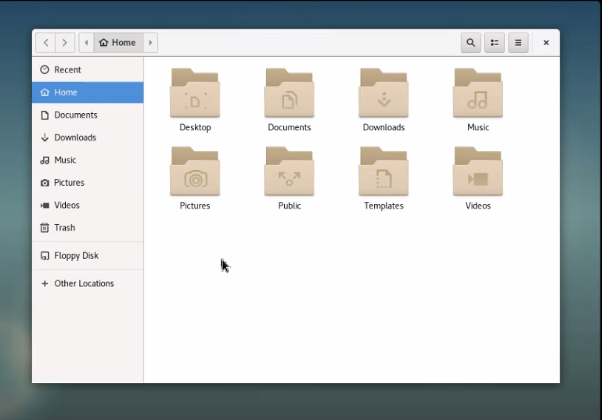 Home
Recent
Home
Documents
Downloads
Music
Pictures
Videos
Trash
Floppy Disk
Other Locations
Desktop
Documents
Downloads
Music
Pictures
Public
Templates
Videos